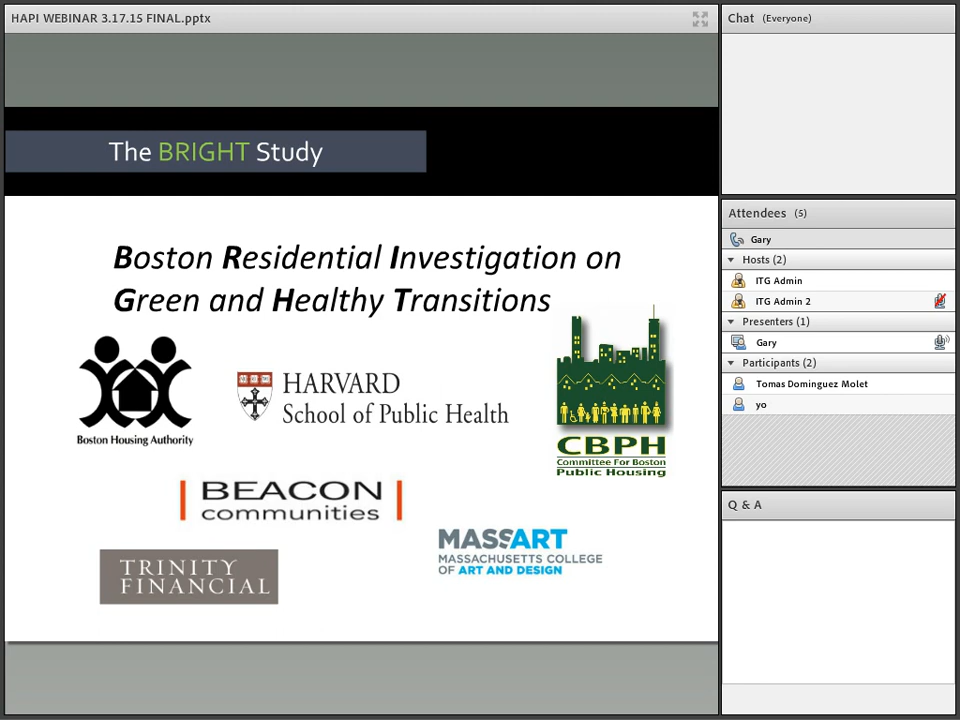 HAPI WEBINAR 3.17.15 FINAL.pptx
The BRIGHT Study
Boston Residential Investigation on
Green and Healthy Transitions
Boston Housing Authority
HARVARD
School of Public Health
CBPH
Committee For Boston
Public Housing
BEACON
communities
TRINITY
FINANCIAL
MASSART
MASSACHUSETTS COLLEGE
OF ART AND DESIGN
Chat (Everyone)
Attendees (5)
Gary
Hosts (2)
ITG Admin
ITG Admin 2
Presenters (1)
Gary
Participants (2)
Tomas Dominguez Molet
yo
Q & A